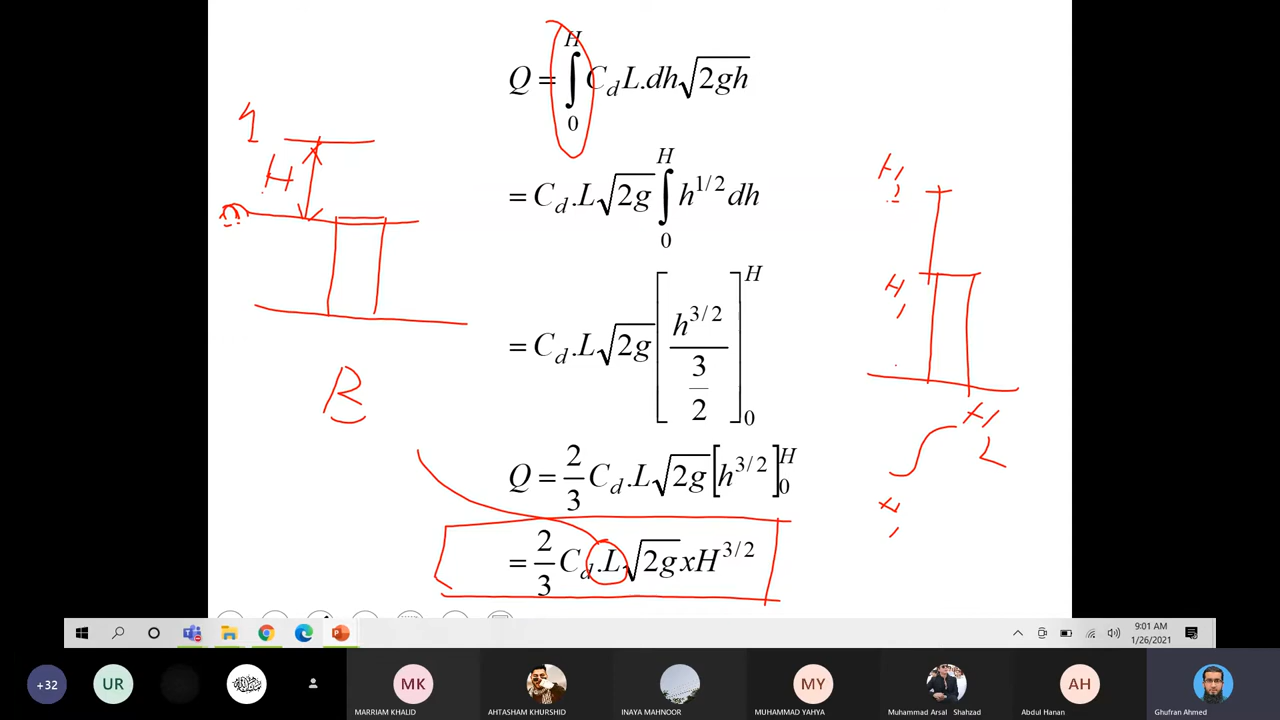 Q = ∫₀ᴴ C_d L.dh√(2gh)
= C_d.L√(2g) ∫₀ᴴ h^{1/2} dh
= C_d.L√(2g) [h^{3/2} / (3/2)]₀ᴴ
Q = 2/3 C_d.L√(2g) [h^{3/2}]₀ᴴ
= 2/3 C_d.L√(2g) x H^{3/2}
H
H₂
H₁
H₂
H₁
9:01 AM
1/26/2021
+32
UR
MK
MY
AH
MARRIAM KHALID
AHTASHAM KHURSHID
INAYA MAHNOOR
MUHAMMAD YAHYA
Muhammad Arsal Shahzad
Abdul Hanan
Ghufran Ahmed